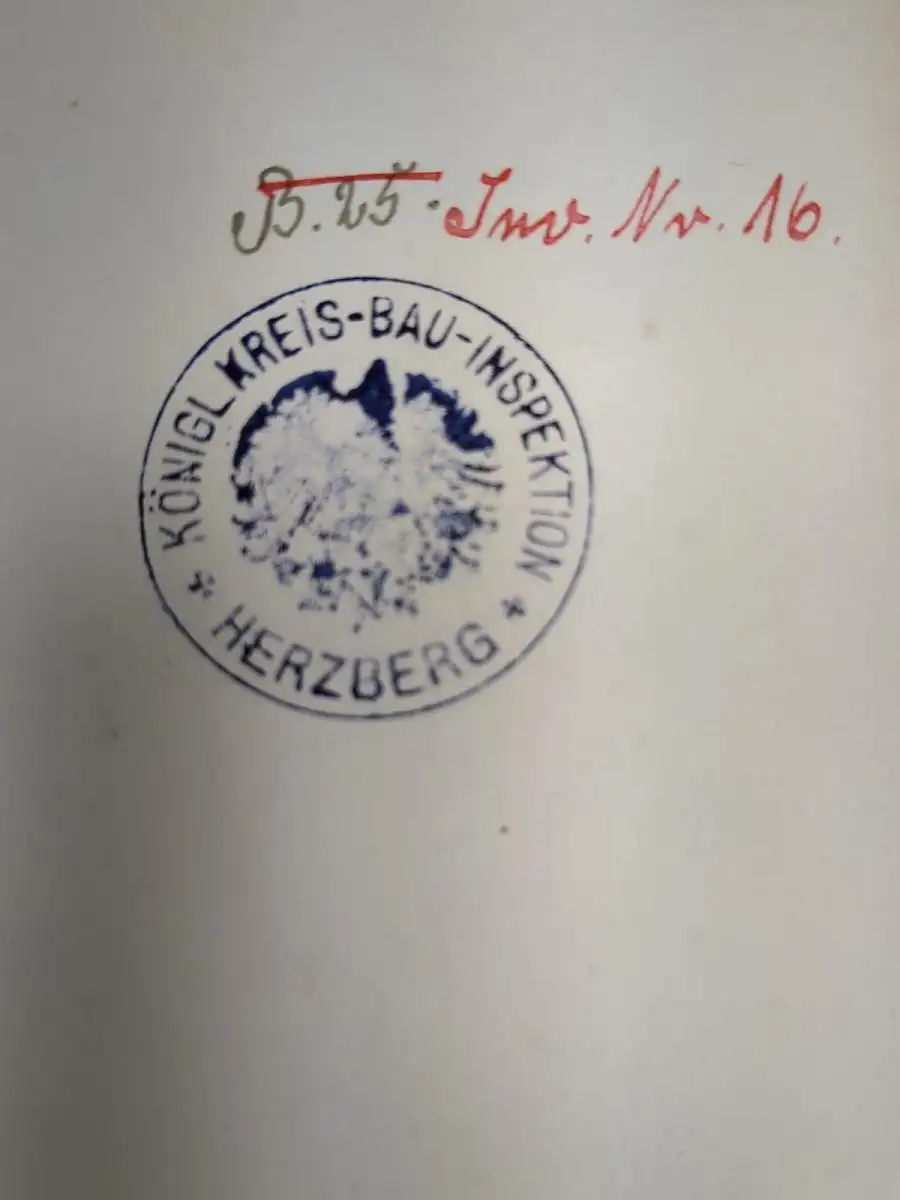 B. 25. Inv. Nr. 16.
KÖNIGL. KREIS-BAU-INSPEKTION
* HERZBERG *